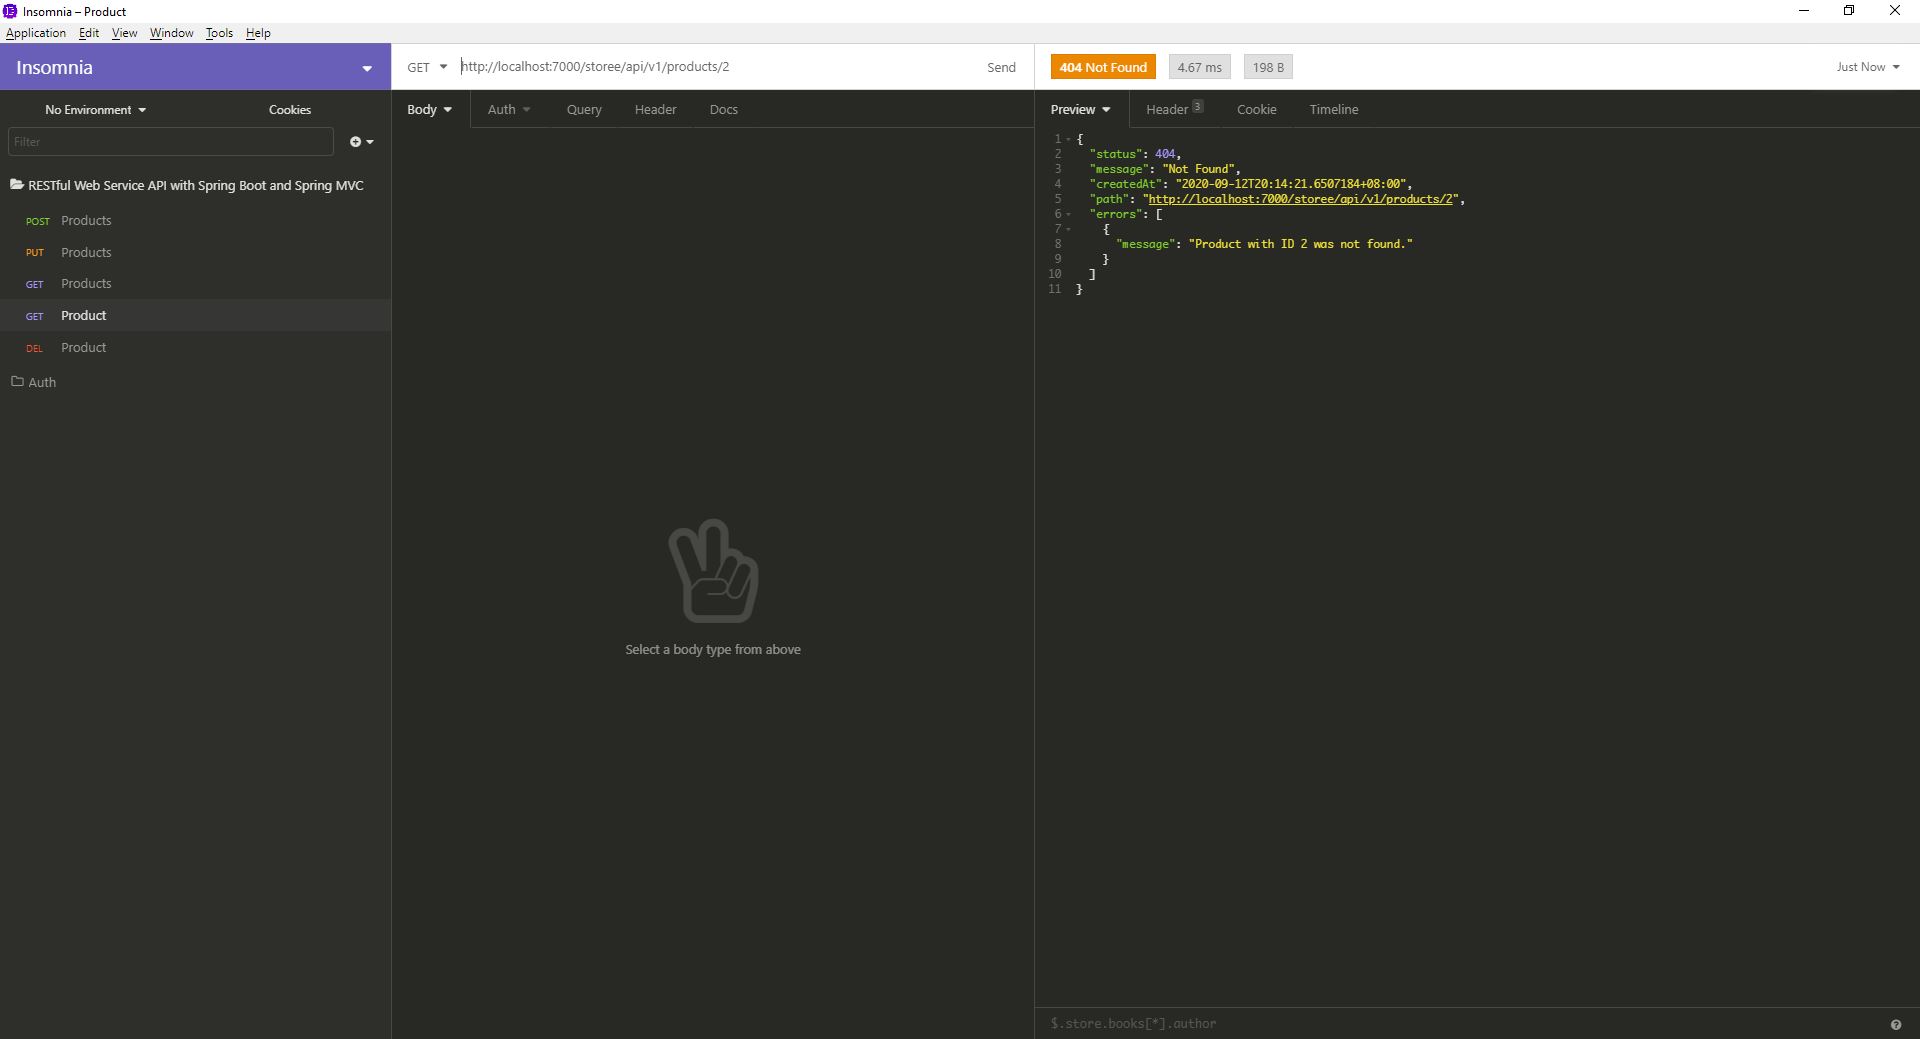 Insomnia – Product
Application Edit View Window Tools Help
Insomnia
GET http://localhost:7000/storee/api/v1/products/2 Send
404 Not Found 4.67 ms 198 B Just Now
No Environment Cookies
Body Auth Query Header Docs
Preview Header 3 Cookie Timeline
Filter
RESTful Web Service API with Spring Boot and Spring MVC
POST Products
PUT Products
GET Products
GET Product
DEL Product
Auth
Select a body type from above
1 {
2 "status": 404,
3 "message": "Not Found",
4 "createdAt": "2020-09-12T20:14:21.6507184+08:00",
5 "path": "http://localhost:7000/storee/api/v1/products/2",
6 "errors": [
7 {
8 "message": "Product with ID 2 was not found."
9 }
10 ]
11 }
$.store.books[*].author